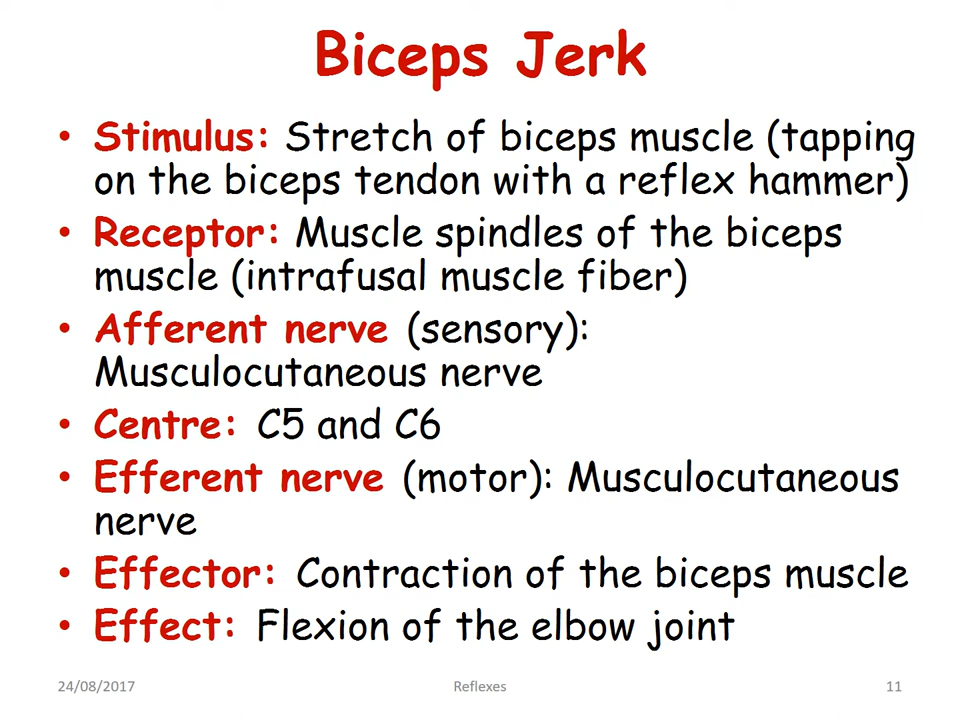 Biceps Jerk
• Stimulus: Stretch of biceps muscle (tapping
on the biceps tendon with a reflex hammer)
• Receptor: Muscle spindles of the biceps
muscle (intrafusal muscle fiber)
• Afferent nerve (sensory):
Musculocutaneous nerve
• Centre: C5 and C6
• Efferent nerve (motor): Musculocutaneous
nerve
• Effector: Contraction of the biceps muscle
• Effect: Flexion of the elbow joint
24/08/2017 Reflexes 11